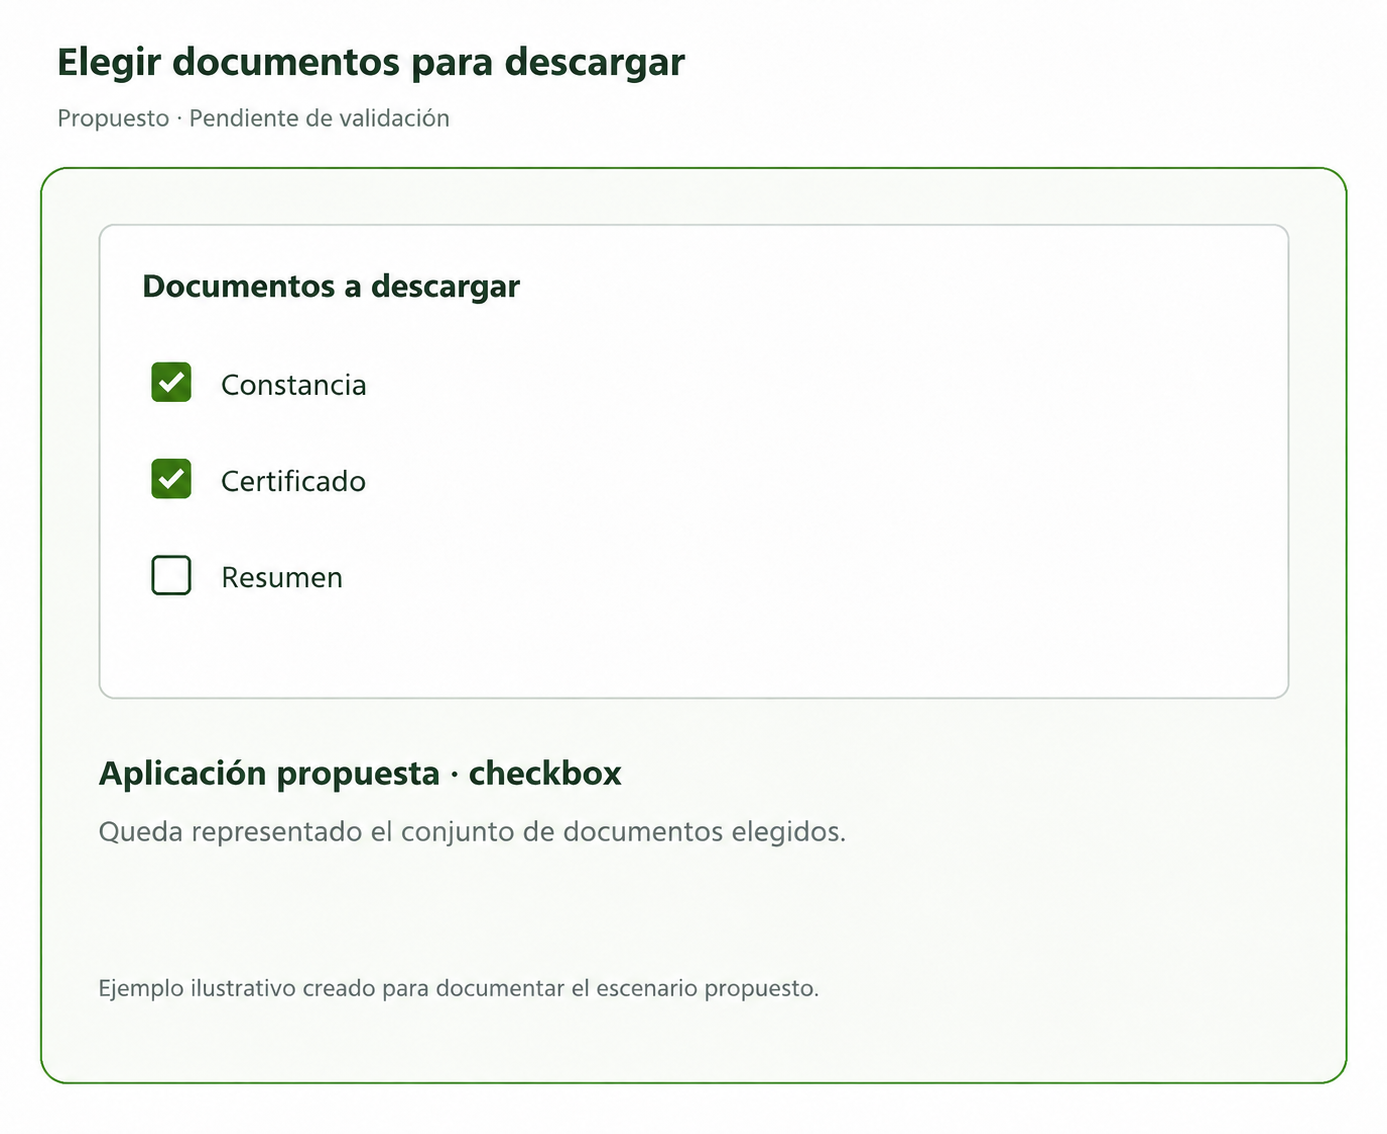 Elegir documentos para descargar
Propuesto · Pendiente de validación
Documentos a descargar
Constancia
Certificado
Resumen
Aplicación propuesta · checkbox
Queda representado el conjunto de documentos elegidos.
Ejemplo ilustrativo creado para documentar el escenario propuesto.